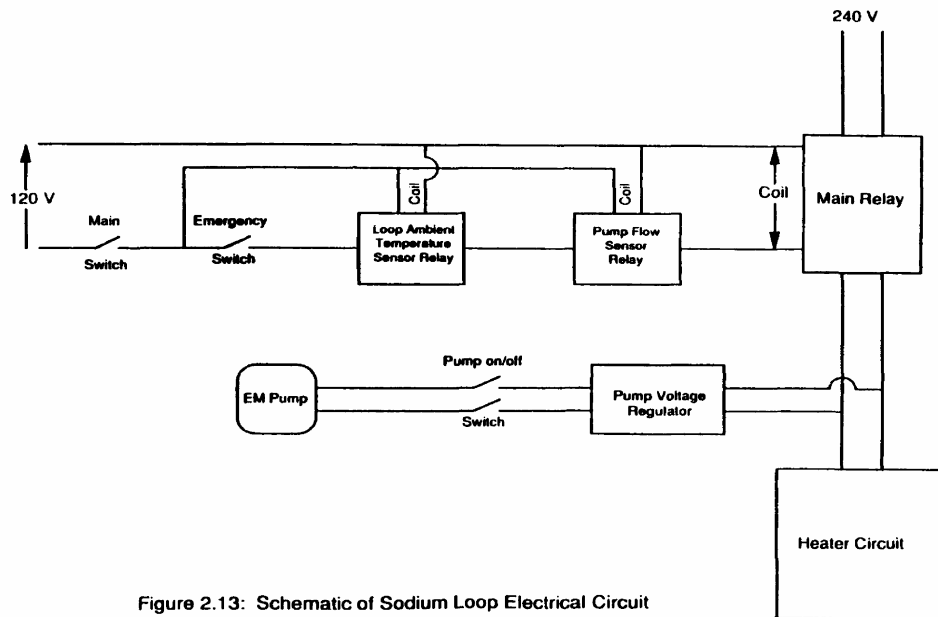 240 V
120 V
Main
Switch
Emergency
Switch
Coil
Loop Ambient
Temperature
Sensor Relay
Coil
Pump Flow
Sensor
Relay
Coil
Main Relay
EM Pump
Pump on/off
Switch
Pump Voltage
Regulator
Heater Circuit
Figure 2.13: Schematic of Sodium Loop Electrical Circuit